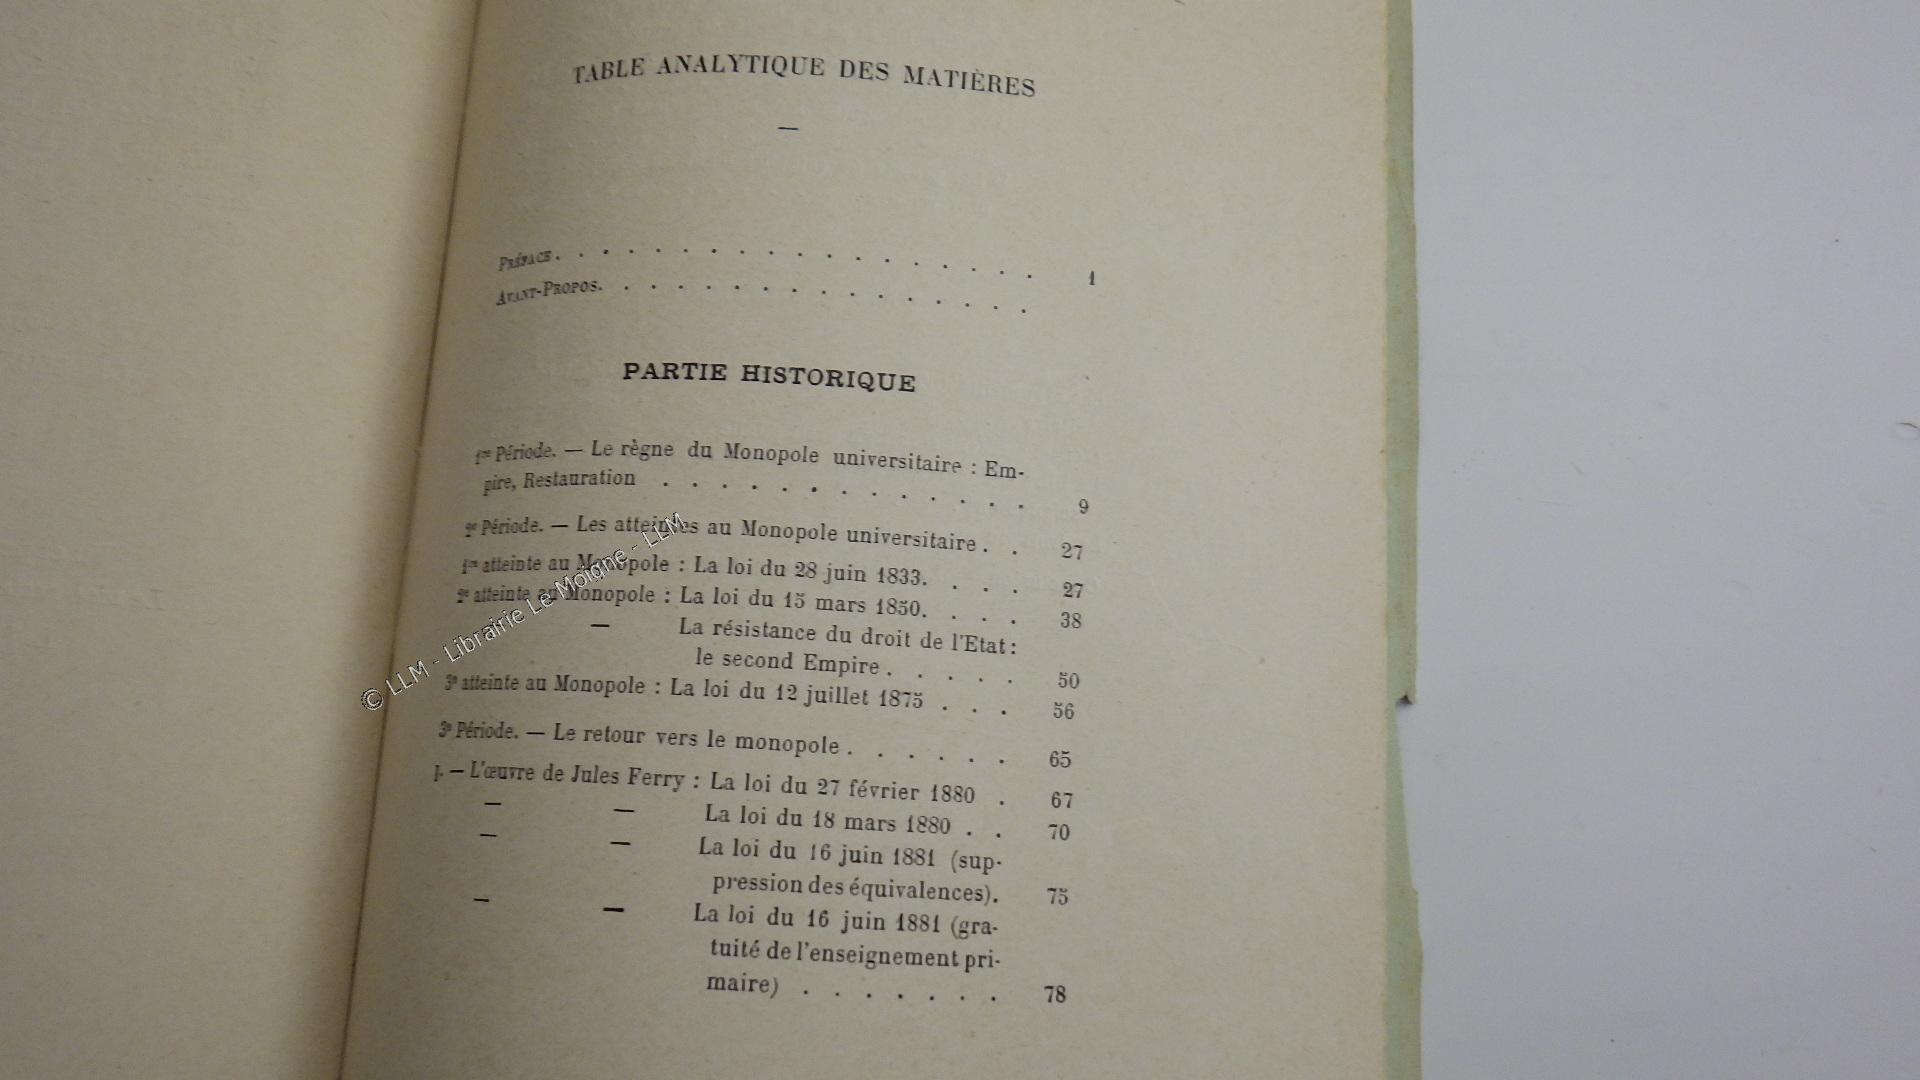 TABLE ANALYTIQUE DES MATIÈRES
—
PRÉFACE . . . . . . . . . . . . . . . . . . 1
AVANT-PROPOS. . . . . . . . . . . . . . . .
PARTIE HISTORIQUE
1re Période. — Le règne du Monopole universitaire : Em-
pire, Restauration . . . . . . . . . . . . . 9
2e Période. — Les atteintes au Monopole universitaire . . 27
1re atteinte au Monopole : La loi du 28 juin 1833. . . . 27
2e atteinte au Monopole : La loi du 15 mars 1850. . . . 38
— La résistance du droit de l'Etat :
le second Empire . . . . . 50
3e atteinte au Monopole : La loi du 12 juillet 1875 . . . 56
3e Période. — Le retour vers le monopole . . . . . . 65
I. — L'œuvre de Jules Ferry : La loi du 27 février 1880 . 67
— — La loi du 18 mars 1880 . . 70
— — La loi du 16 juin 1881 (sup-
pression des équivalences). 75
— — La loi du 16 juin 1881 (gra-
tuité de l'enseignement pri-
maire) . . . . . . . 78
© LLM - Librairie Le Moigne - LLM